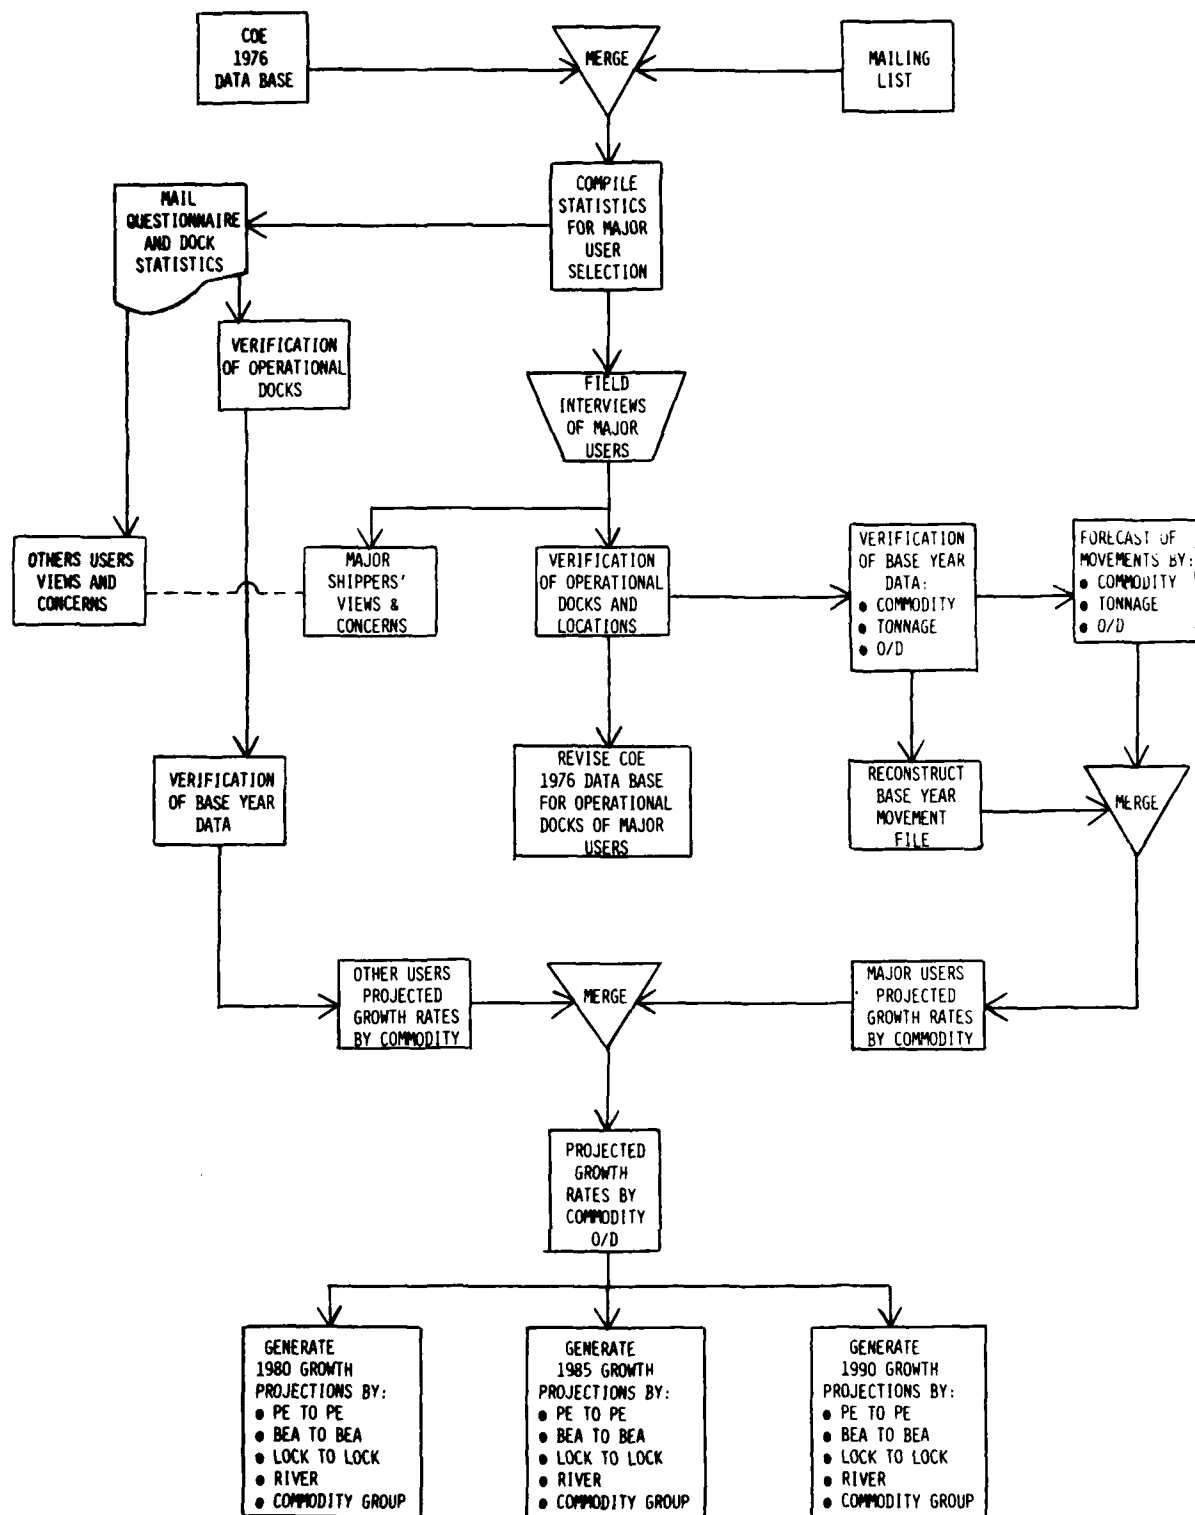 COE
1976
DATA BASE
MERGE
MAILING
LIST
COMPILE
STATISTICS
FOR MAJOR
USER
SELECTION
MAIL
QUESTIONNAIRE
AND DOCK
STATISTICS
VERIFICATION
OF OPERATIONAL
DOCKS
FIELD
INTERVIEWS
OF MAJOR
USERS
OTHERS USERS
VIEWS AND
CONCERNS
MAJOR
SHIPPERS'
VIEWS &
CONCERNS
VERIFICATION
OF OPERATIONAL
DOCKS AND
LOCATIONS
VERIFICATION
OF BASE YEAR
DATA:
● COMMODITY
● TONNAGE
● O/D
FORECAST OF
MOVEMENTS BY:
● COMMODITY
● TONNAGE
● O/D
VERIFICATION
OF BASE YEAR
DATA
REVISE COE
1976 DATA BASE
FOR OPERATIONAL
DOCKS OF MAJOR
USERS
RECONSTRUCT
BASE YEAR
MOVEMENT
FILE
MERGE
OTHER USERS
PROJECTED
GROWTH RATES
BY COMMODITY
MERGE
MAJOR USERS
PROJECTED
GROWTH RATES
BY COMMODITY
PROJECTED
GROWTH
RATES BY
COMMODITY
O/D
GENERATE
1980 GROWTH
PROJECTIONS BY:
● PE TO PE
● BEA TO BEA
● LOCK TO LOCK
● RIVER
● COMMODITY GROUP
GENERATE
1985 GROWTH
PROJECTIONS BY:
● PE TO PE
● BEA TO BEA
● LOCK TO LOCK
● RIVER
● COMMODITY GROUP
GENERATE
1990 GROWTH
PROJECTIONS BY:
● PE TO PE
● BEA TO BEA
● LOCK TO LOCK
● RIVER
● COMMODITY GROUP